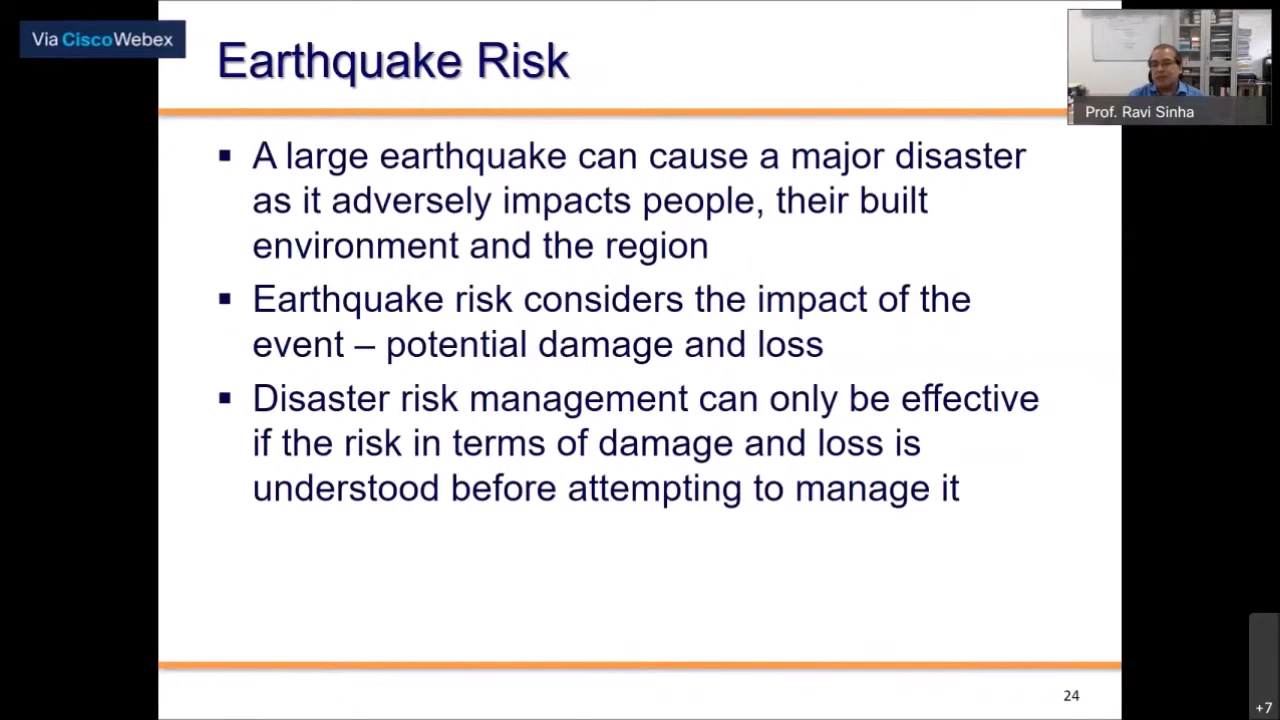 Via CiscoWebex
Earthquake Risk
Prof. Ravi Sinha
▪ A large earthquake can cause a major disaster
as it adversely impacts people, their built
environment and the region
▪ Earthquake risk considers the impact of the
event – potential damage and loss
▪ Disaster risk management can only be effective
if the risk in terms of damage and loss is
understood before attempting to manage it
24
+7